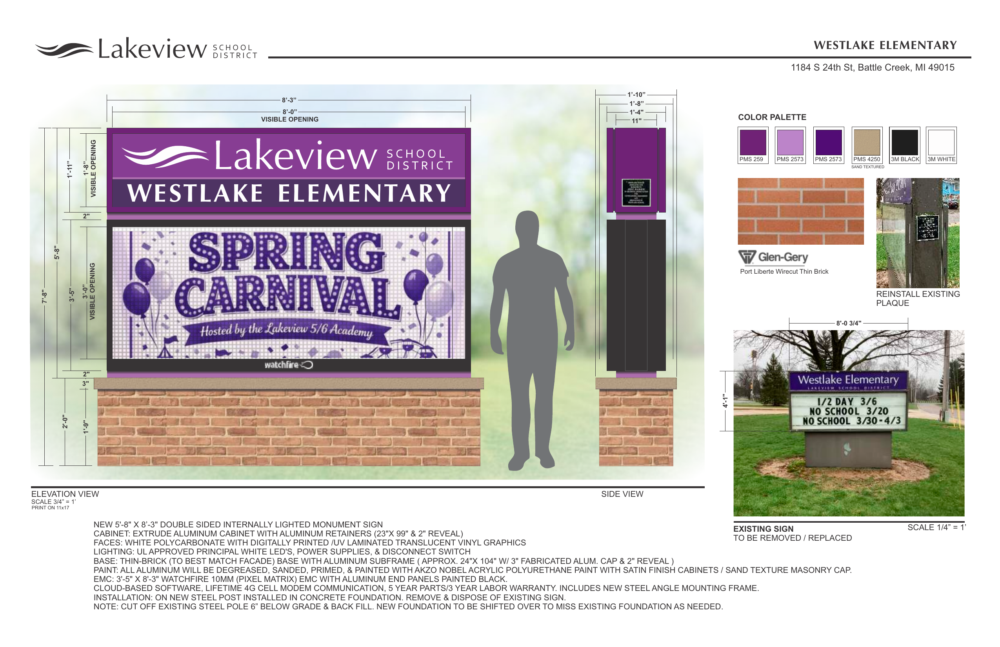 Lakeview SCHOOL DISTRICT
WESTLAKE ELEMENTARY
1184 S 24th St, Battle Creek, MI 49015
8’-3”
8’-0”
VISIBLE OPENING
7'-8"
5'-8"
1'-11”
1’-8”
VISIBLE OPENING
2"
3'-5"
3’-0”
VISIBLE OPENING
2"
3"
2'-0"
1'-9"
Lakeview SCHOOL DISTRICT
WESTLAKE ELEMENTARY
SPRING
CARNIVAL
Hosted by the Lakeview 5/6 Academy
watchfire
1’-10”
1’-8”
1'-4"
11"
COLOR PALETTE
PMS 259
PMS 2573
PMS 2573
PMS 4250
3M BLACK
3M WHITE
SAND TEXTURED
Glen-Gery
Port Liberte Wirecut Thin Brick
REINSTALL EXISTING
PLAQUE
8'-0 3/4"
4'-1"
Westlake Elementary
LAKEVIEW SCHOOL DISTRICT
1/2 DAY 3/6
NO SCHOOL 3/20
NO SCHOOL 3/30-4/3
EXISTING SIGN
TO BE REMOVED / REPLACED
SCALE 1/4” = 1’
ELEVATION VIEW
SCALE 3/4” = 1’
PRINT ON 11x17
SIDE VIEW
NEW 5'-8" X 8’-3" DOUBLE SIDED INTERNALLY LIGHTED MONUMENT SIGN
CABINET: EXTRUDE ALUMINUM CABINET WITH ALUMINUM RETAINERS (23"X 99" & 2" REVEAL)
FACES: WHITE POLYCARBONATE WITH DIGITALLY PRINTED /UV LAMINATED TRANSLUCENT VINYL GRAPHICS
LIGHTING: UL APPROVED PRINCIPAL WHITE LED'S, POWER SUPPLIES, & DISCONNECT SWITCH
BASE: THIN-BRICK (TO BEST MATCH FACADE) BASE WITH ALUMINUM SUBFRAME ( APPROX. 24"X 104" W/ 3" FABRICATED ALUM. CAP & 2" REVEAL )
PAINT: ALL ALUMINUM WILL BE DEGREASED, SANDED, PRIMED, & PAINTED WITH AKZO NOBEL ACRYLIC POLYURETHANE PAINT WITH SATIN FINISH CABINETS / SAND TEXTURE MASONRY CAP.
EMC: 3'-5" X 8'-3" WATCHFIRE 10MM (PIXEL MATRIX) EMC WITH ALUMINUM END PANELS PAINTED BLACK.
CLOUD-BASED SOFTWARE, LIFETIME 4G CELL MODEM COMMUNICATION, 5 YEAR PARTS/3 YEAR LABOR WARRANTY. INCLUDES NEW STEEL ANGLE MOUNTING FRAME.
INSTALLATION: ON NEW STEEL POST INSTALLED IN CONCRETE FOUNDATION. REMOVE & DISPOSE OF EXISTING SIGN.
NOTE: CUT OFF EXISTING STEEL POLE 6” BELOW GRADE & BACK FILL. NEW FOUNDATION TO BE SHIFTED OVER TO MISS EXISTING FOUNDATION AS NEEDED.